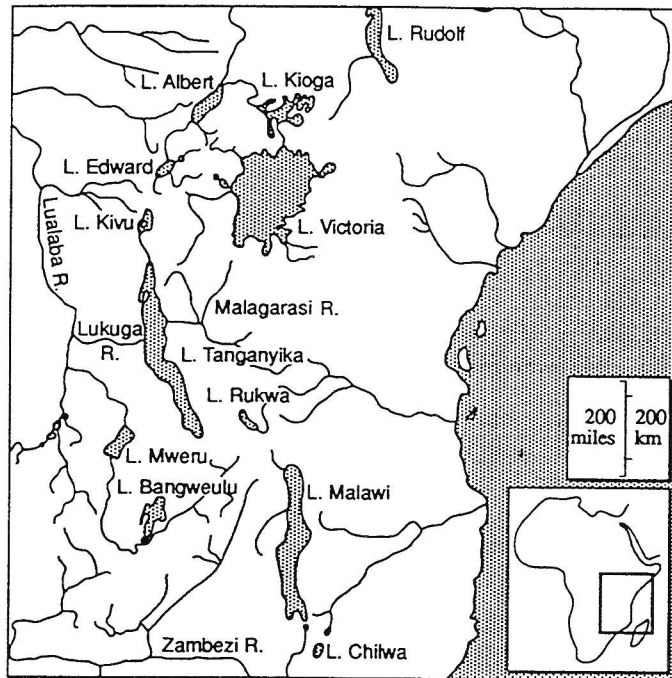 L. Rudolf
L. Albert
L. Kioga
L. Edward
L. Kivu
L. Victoria
Lualaba R.
Malagarasi R.
Lukuga
R.
L. Tanganyika
L. Rukwa
200
miles
200
km
L. Mweru
L. Bangweulu
L. Malawi
Zambezi R.
L. Chilwa